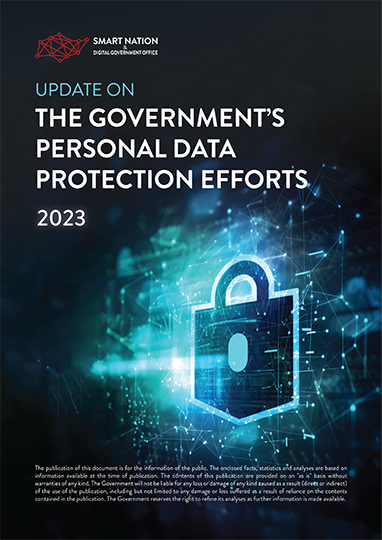 SMART NATION
&
DIGITAL GOVERNMENT OFFICE
UPDATE ON
THE GOVERNMENT'S
PERSONAL DATA
PROTECTION EFFORTS
2023
The publication of this document is for the information of the public. The enclosed facts, statistics and analyses are based on
information available at the time of publication. The contents of this publication are provided on an "as is" basis without
warranties of any kind. The Government will not be liable for any loss or damage of any kind caused as a result (direct or indirect)
of the use of the publication, including but not limited to any damage or loss suffered as a result of reliance on the contents
contained in the publication. The Government reserves the right to refine its analyses as further information is made available.